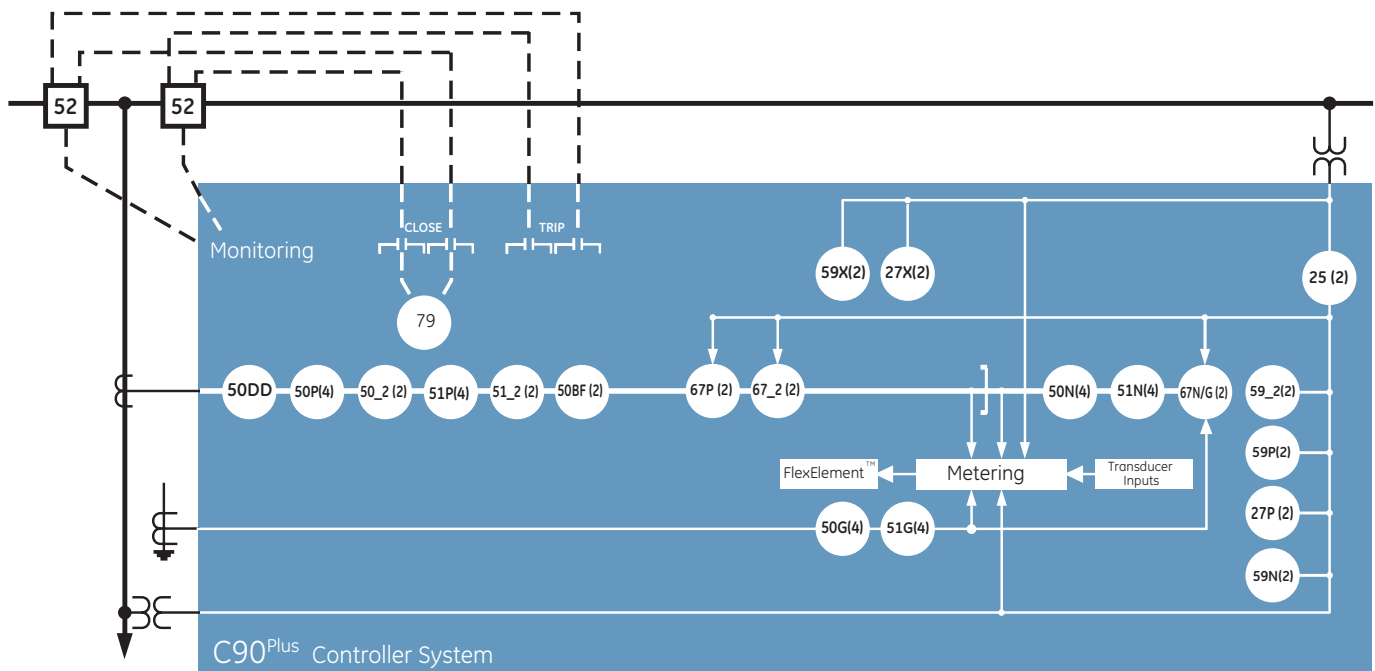 52
52
CLOSE
TRIP
Monitoring
59X(2)
27X(2)
25 (2)
79
50DD
50P(4)
50_2 (2)
51P(4)
51_2 (2)
50BF (2)
67P (2)
67_2 (2)
50N(4)
51N(4)
67N/G (2)
59_2(2)
59P(2)
FlexElement™
Metering
Transducer
Inputs
27P (2)
50G(4)
51G(4)
59N(2)
C90Plus Controller System